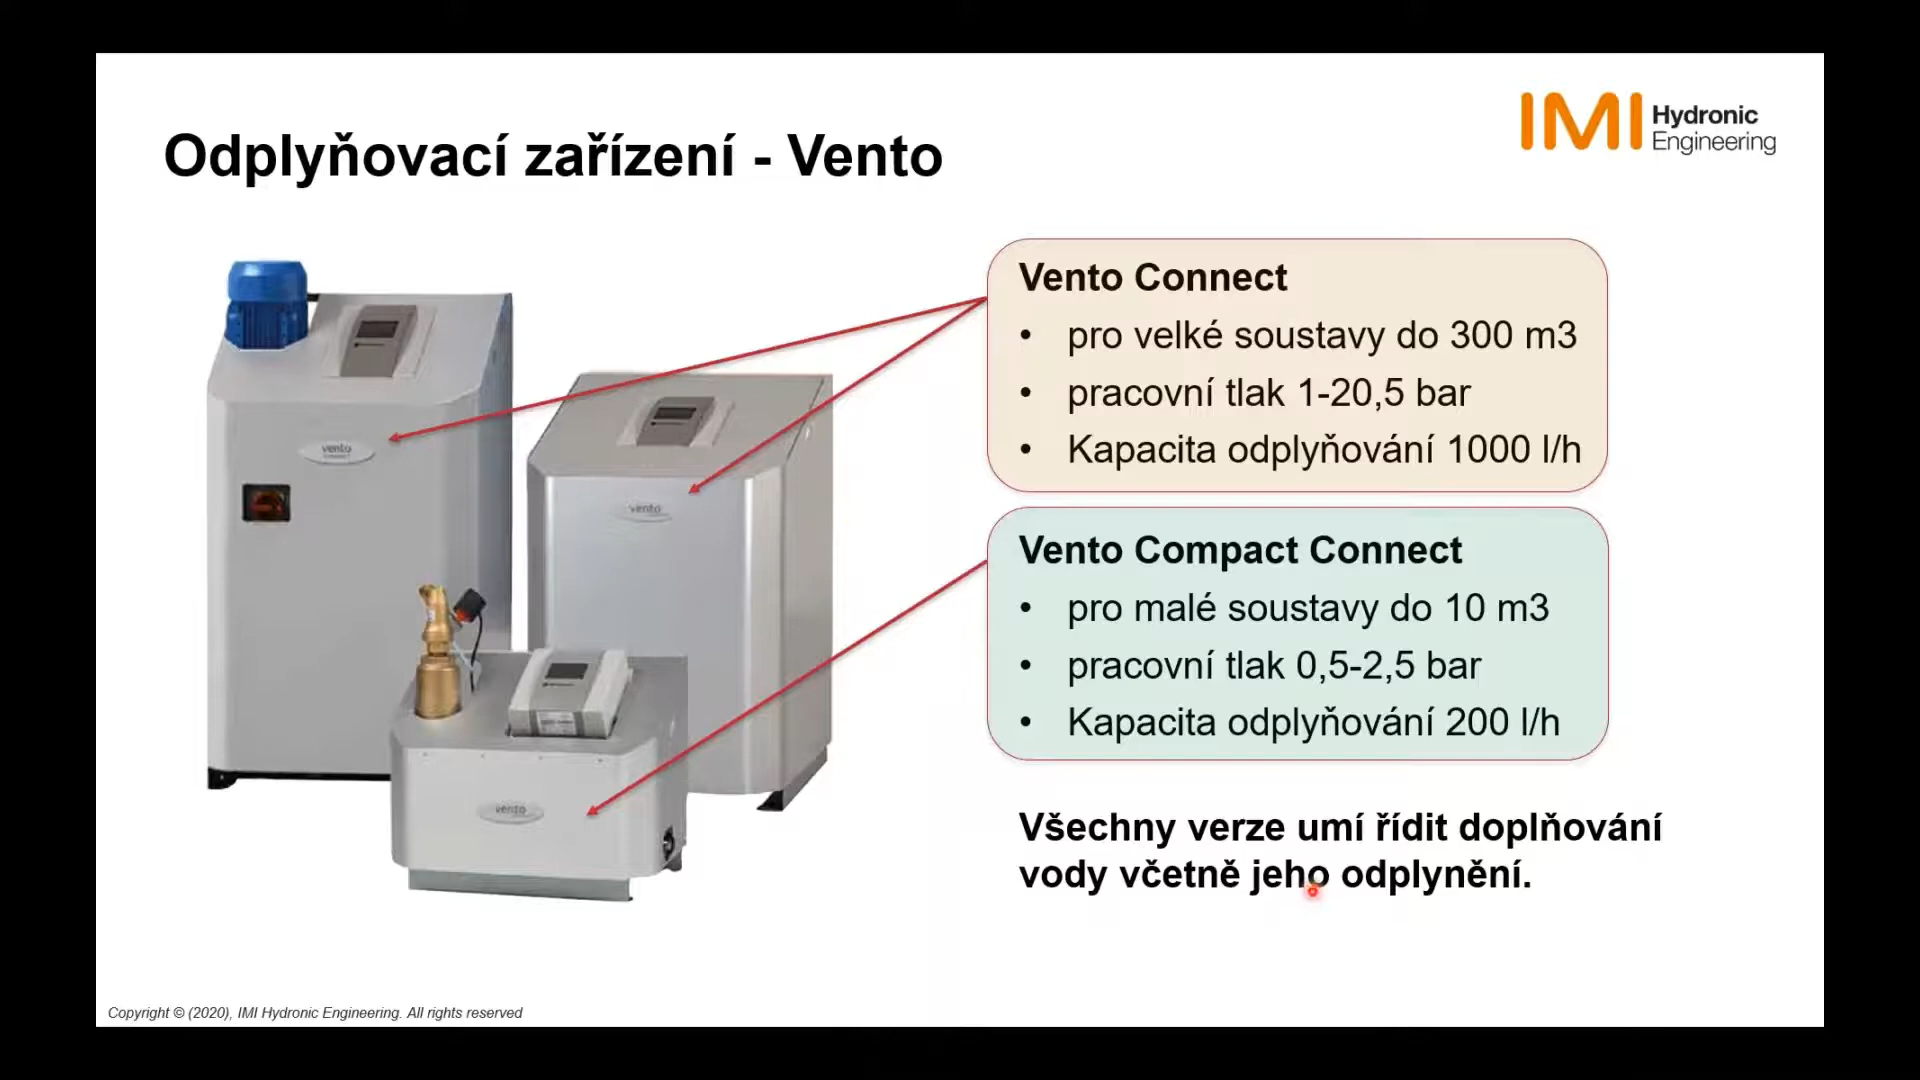 IMI Hydronic
Engineering
Odplyňovací zařízení - Vento
Vento Connect
• pro velké soustavy do 300 m3
• pracovní tlak 1-20,5 bar
• Kapacita odplyňování 1000 l/h
Vento Compact Connect
• pro malé soustavy do 10 m3
• pracovní tlak 0,5-2,5 bar
• Kapacita odplyňování 200 l/h
Všechny verze umí řídit doplňování
vody včetně jeho odplynění.
vento
vento
vento
Copyright © (2020), IMI Hydronic Engineering. All rights reserved